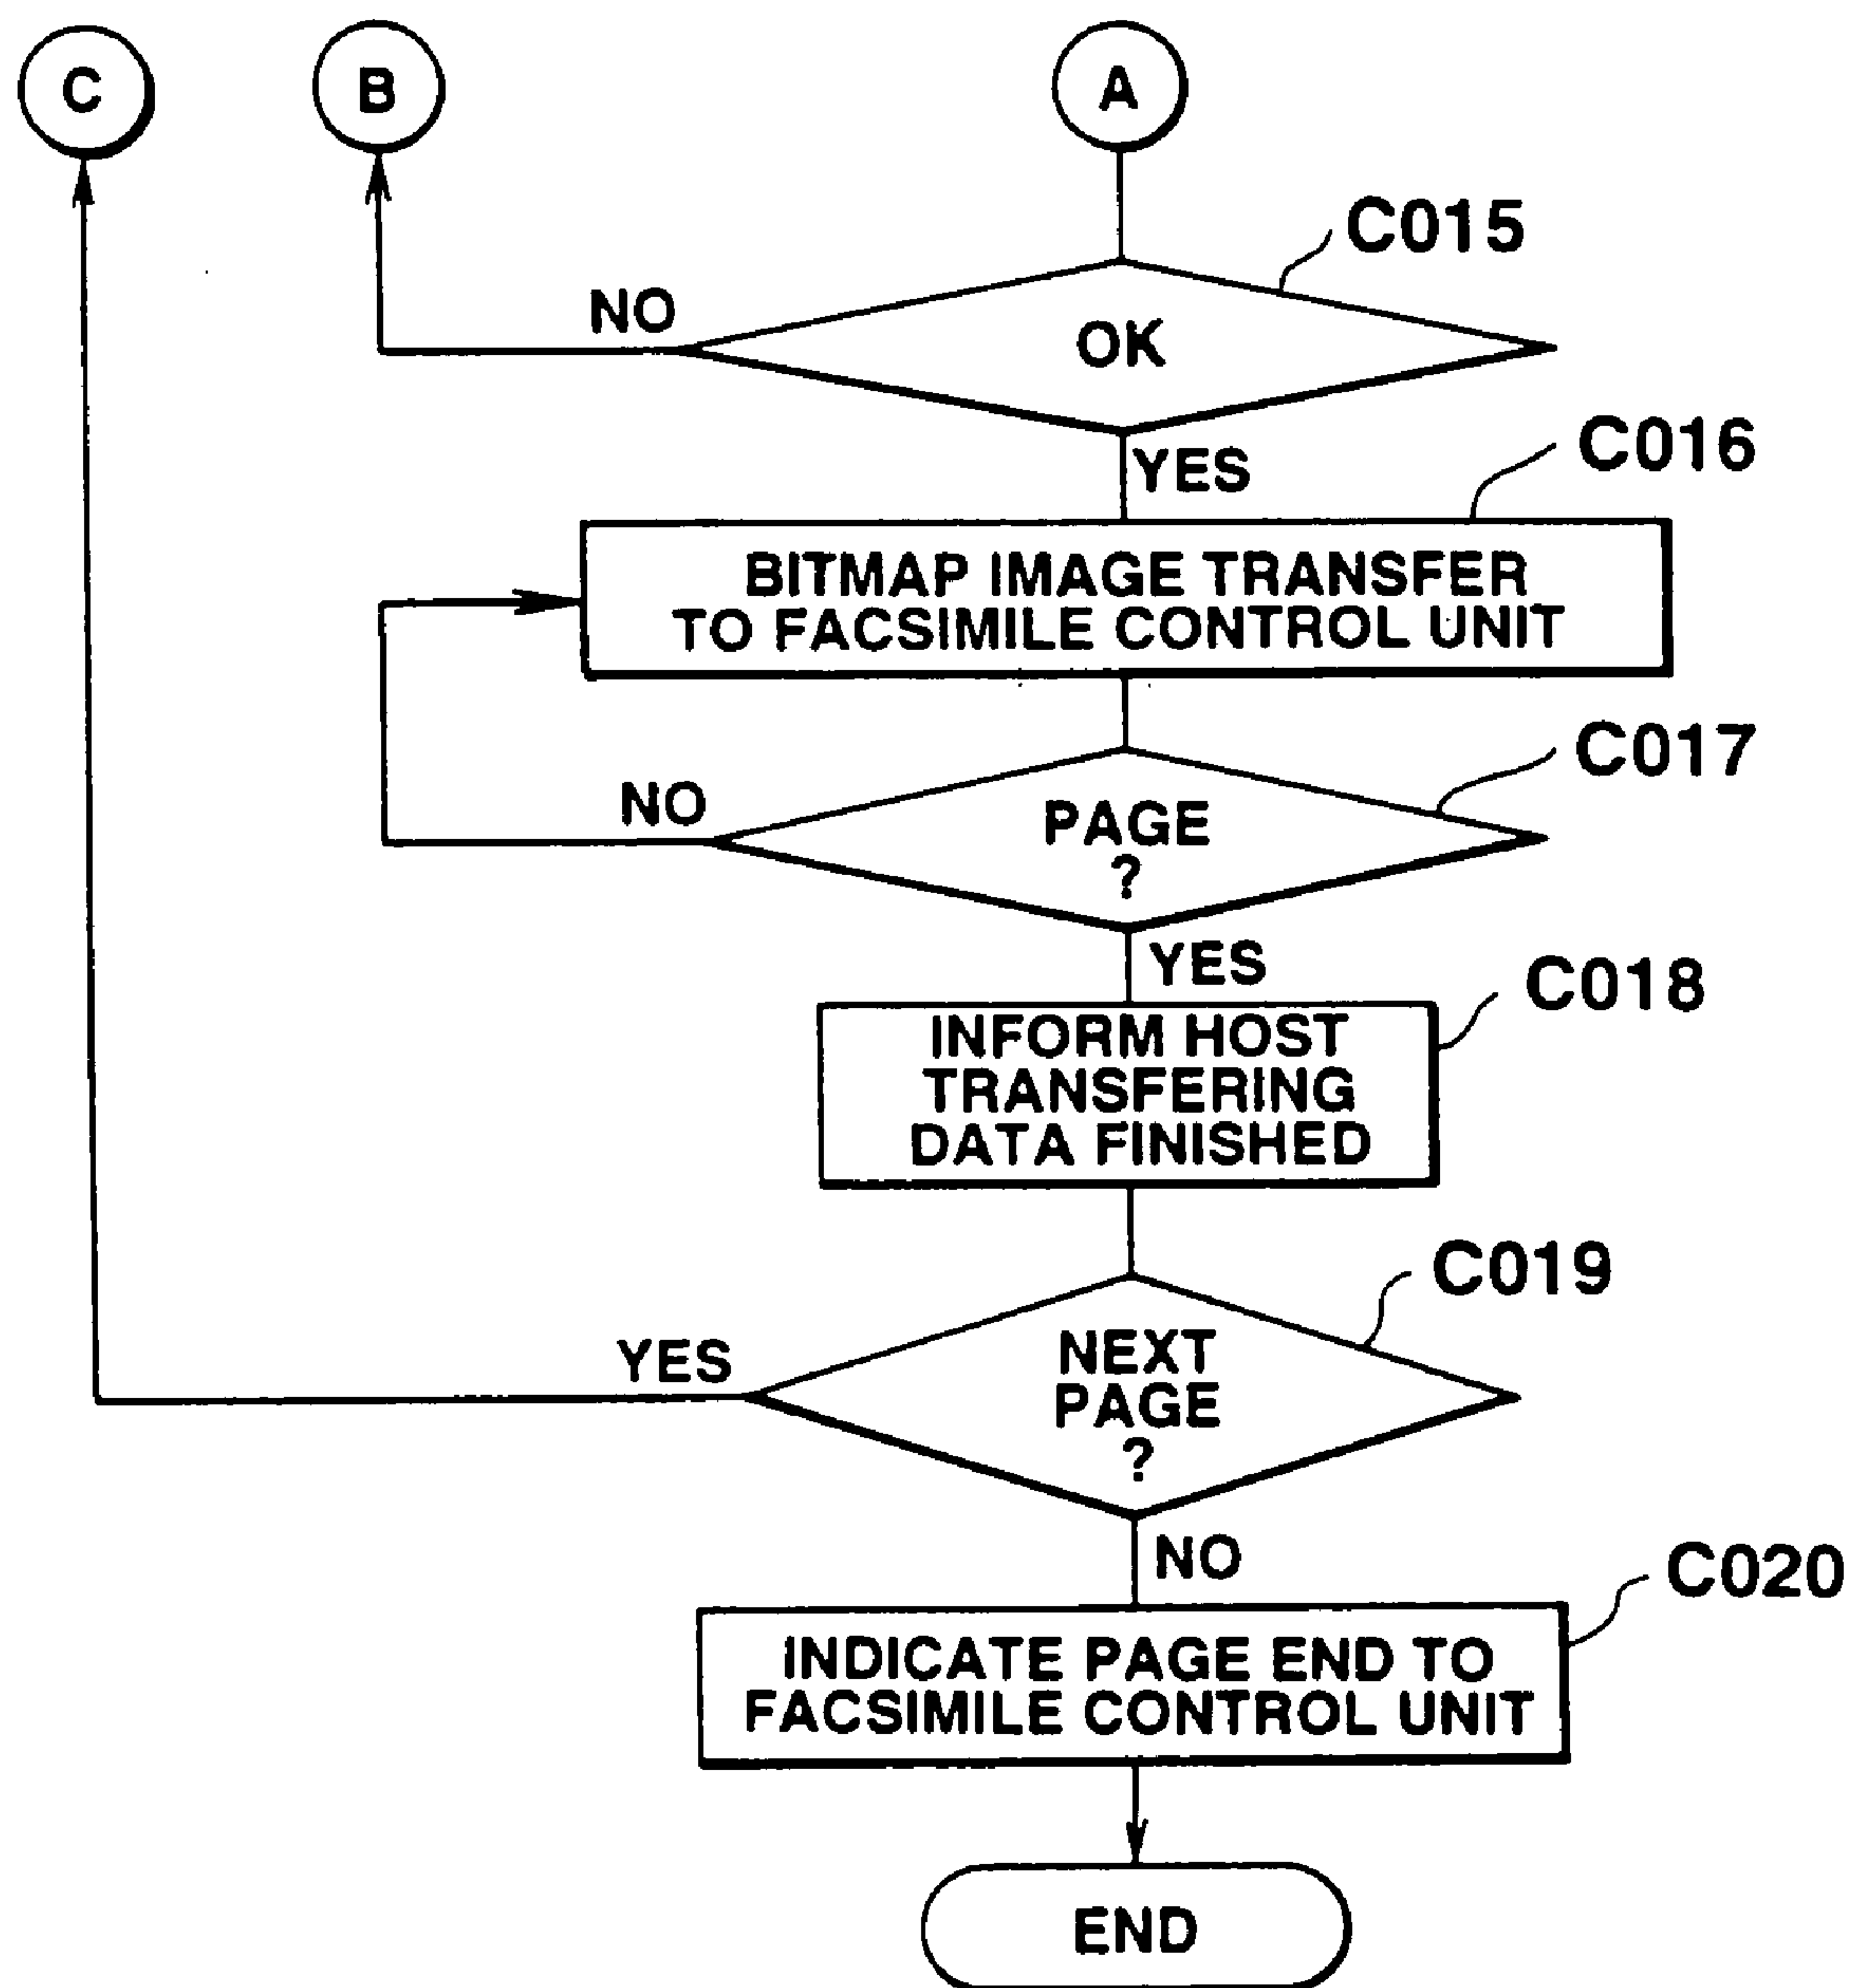 C
B
A
C015
NO
OK
YES
C016
BITMAP IMAGE TRANSFER
TO FACSIMILE CONTROL UNIT
C017
NO
PAGE
?
YES
C018
INFORM HOST
TRANSFERING
DATA FINISHED
C019
YES
NEXT
PAGE
?
NO
C020
INDICATE PAGE END TO
FACSIMILE CONTROL UNIT
END